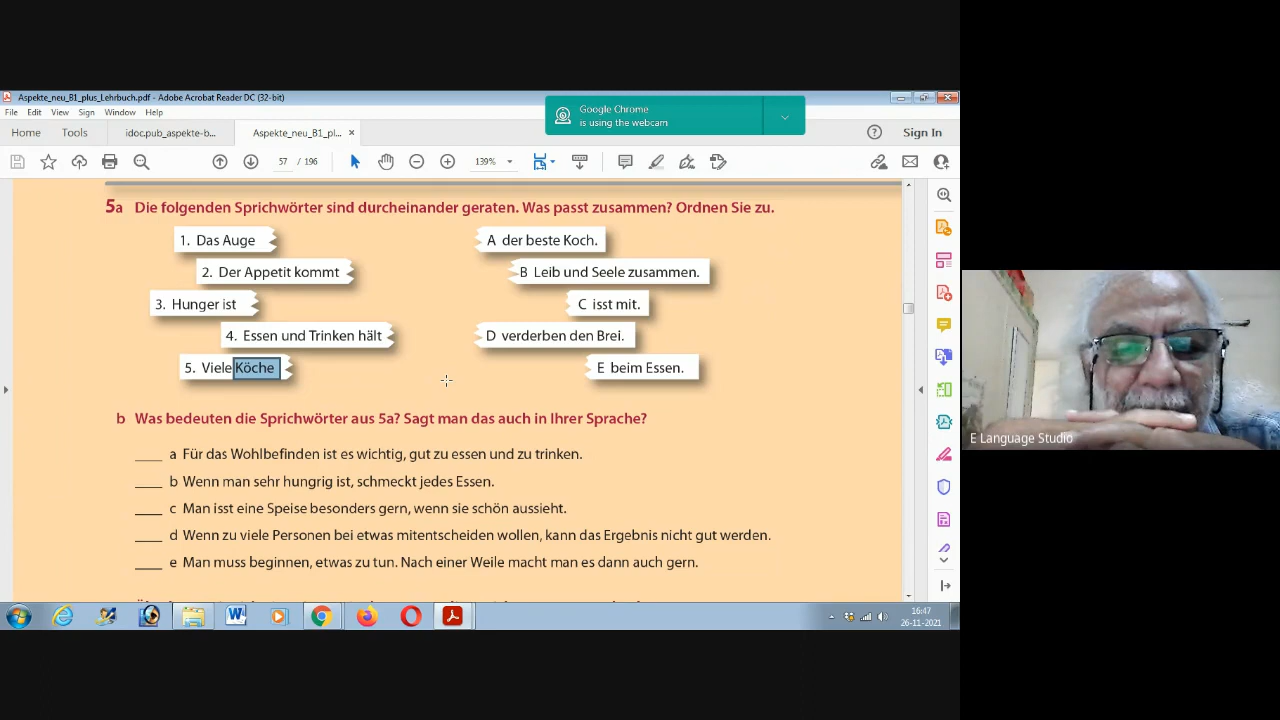 Aspekte_neu_B1_plus_Lehrbuch.pdf - Adobe Acrobat Reader DC (32-bit)
File Edit View Sign Window Help
Google Chrome
is using the webcam
Home Tools idoc.pub_aspekte-b... Aspekte_neu_B1_pl... × Sign In
57 / 196 139%
5a Die folgenden Sprichwörter sind durcheinander geraten. Was passt zusammen? Ordnen Sie zu.
1. Das Auge A der beste Koch.
2. Der Appetit kommt B Leib und Seele zusammen.
3. Hunger ist C isst mit.
4. Essen und Trinken hält D verderben den Brei.
5. Viele Köche E beim Essen.
b Was bedeuten die Sprichwörter aus 5a? Sagt man das auch in Ihrer Sprache?
____ a Für das Wohlbefinden ist es wichtig, gut zu essen und zu trinken.
____ b Wenn man sehr hungrig ist, schmeckt jedes Essen.
____ c Man isst eine Speise besonders gern, wenn sie schön aussieht.
____ d Wenn zu viele Personen bei etwas mitentscheiden wollen, kann das Ergebnis nicht gut werden.
____ e Man muss beginnen, etwas zu tun. Nach einer Weile macht man es dann auch gern.
16:47
26-11-2021
E Language Studio